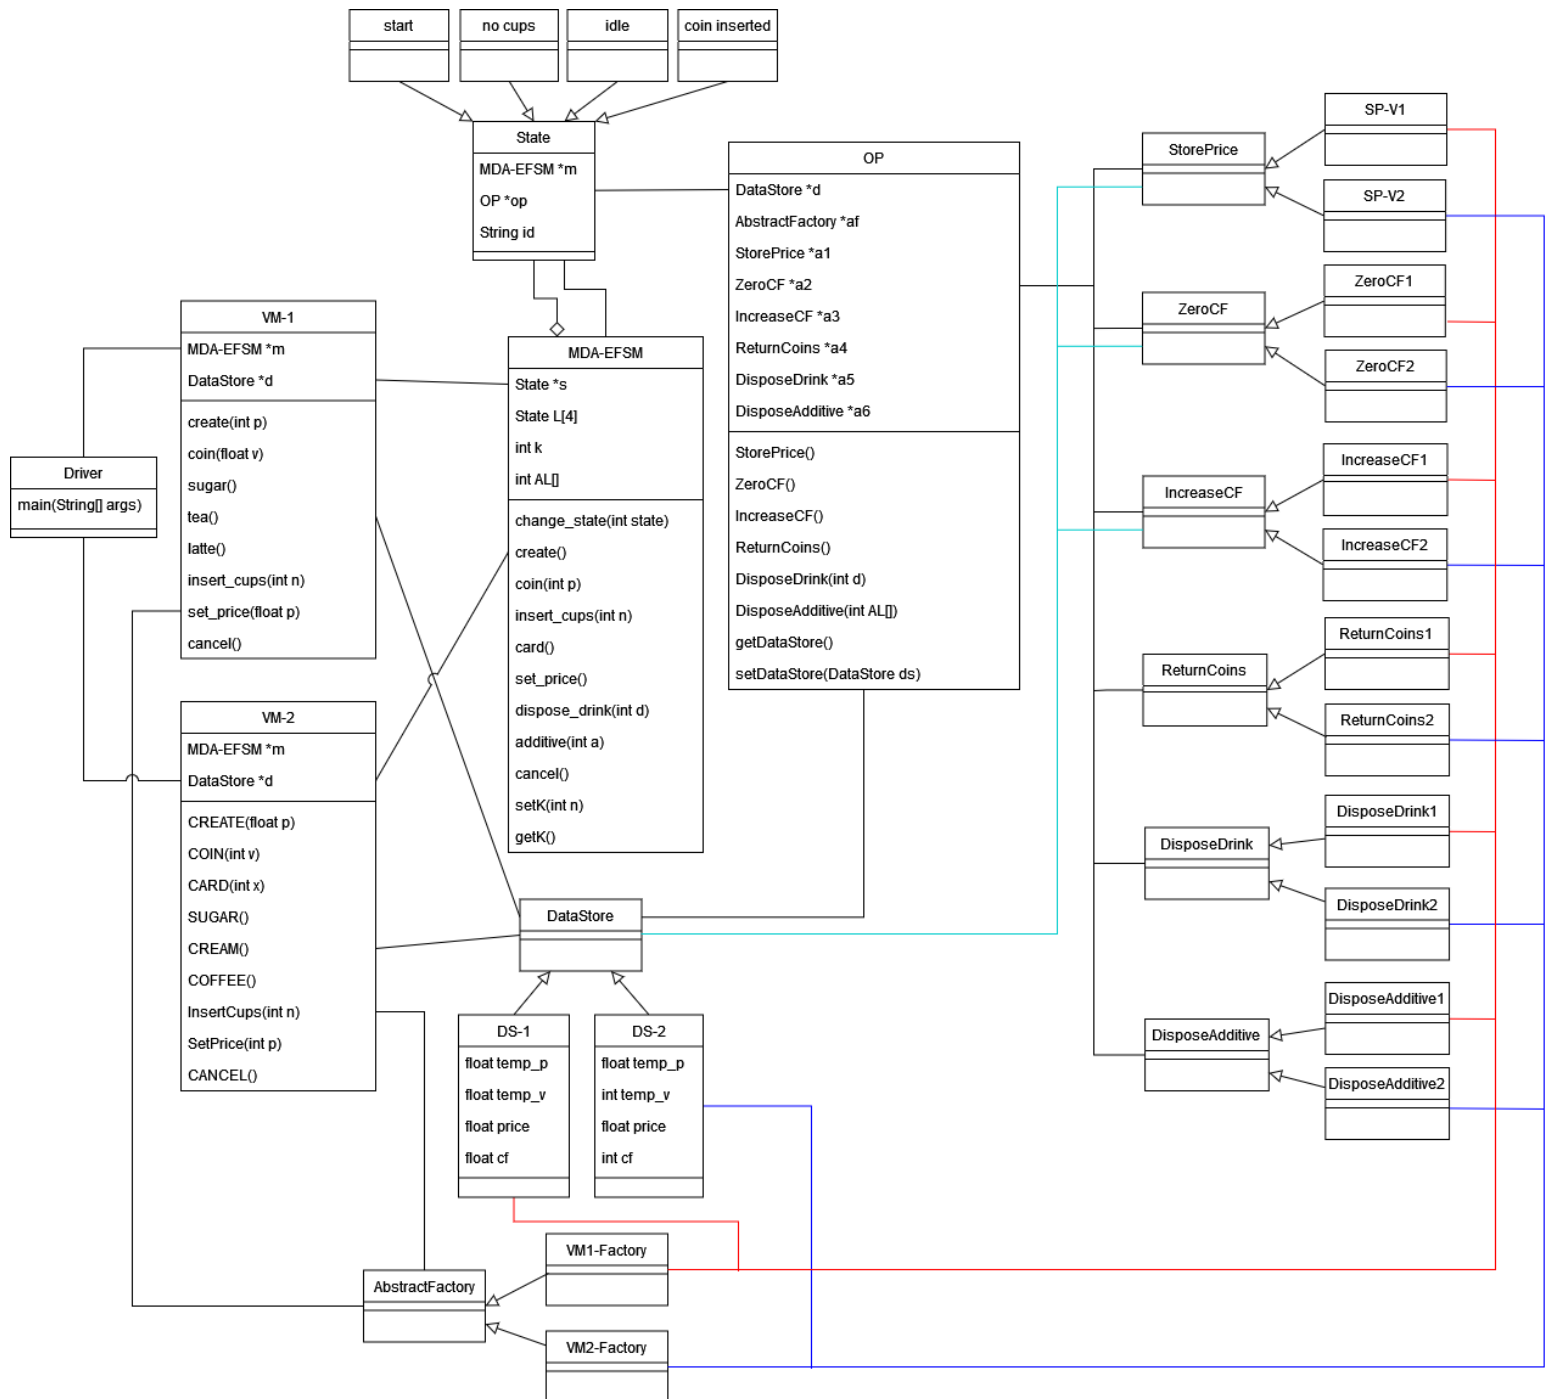 start
no cups
idle
coin inserted
State
MDA-EFSM *m
OP *op
String id
OP
DataStore *d
AbstractFactory *af
StorePrice *a1
ZeroCF *a2
IncreaseCF *a3
ReturnCoins *a4
DisposeDrink *a5
DisposeAdditive *a6
StorePrice()
ZeroCF()
IncreaseCF()
ReturnCoins()
DisposeDrink(int d)
DisposeAdditive(int AL[])
getDataStore()
setDataStore(DataStore ds)
StorePrice
SP-V1
SP-V2
ZeroCF
ZeroCF1
ZeroCF2
IncreaseCF
IncreaseCF1
IncreaseCF2
ReturnCoins
ReturnCoins1
ReturnCoins2
DisposeDrink
DisposeDrink1
DisposeDrink2
DisposeAdditive
DisposeAdditive1
DisposeAdditive2
VM-1
MDA-EFSM *m
DataStore *d
create(int p)
coin(float v)
sugar()
tea()
latte()
insert_cups(int n)
set_price(float p)
cancel()
Driver
main(String[] args)
MDA-EFSM
State *s
State L[4]
int k
int AL[]
change_state(int state)
create()
coin(int p)
insert_cups(int n)
card()
set_price()
dispose_drink(int d)
additive(int a)
cancel()
setK(int n)
getK()
VM-2
MDA-EFSM *m
DataStore *d
CREATE(float p)
COIN(int v)
CARD(int x)
SUGAR()
CREAM()
COFFEE()
InsertCups(int n)
SetPrice(int p)
CANCEL()
DataStore
DS-1
float temp_p
float temp_v
float price
float cf
DS-2
float temp_p
int temp_v
float price
int cf
AbstractFactory
VM1-Factory
VM2-Factory